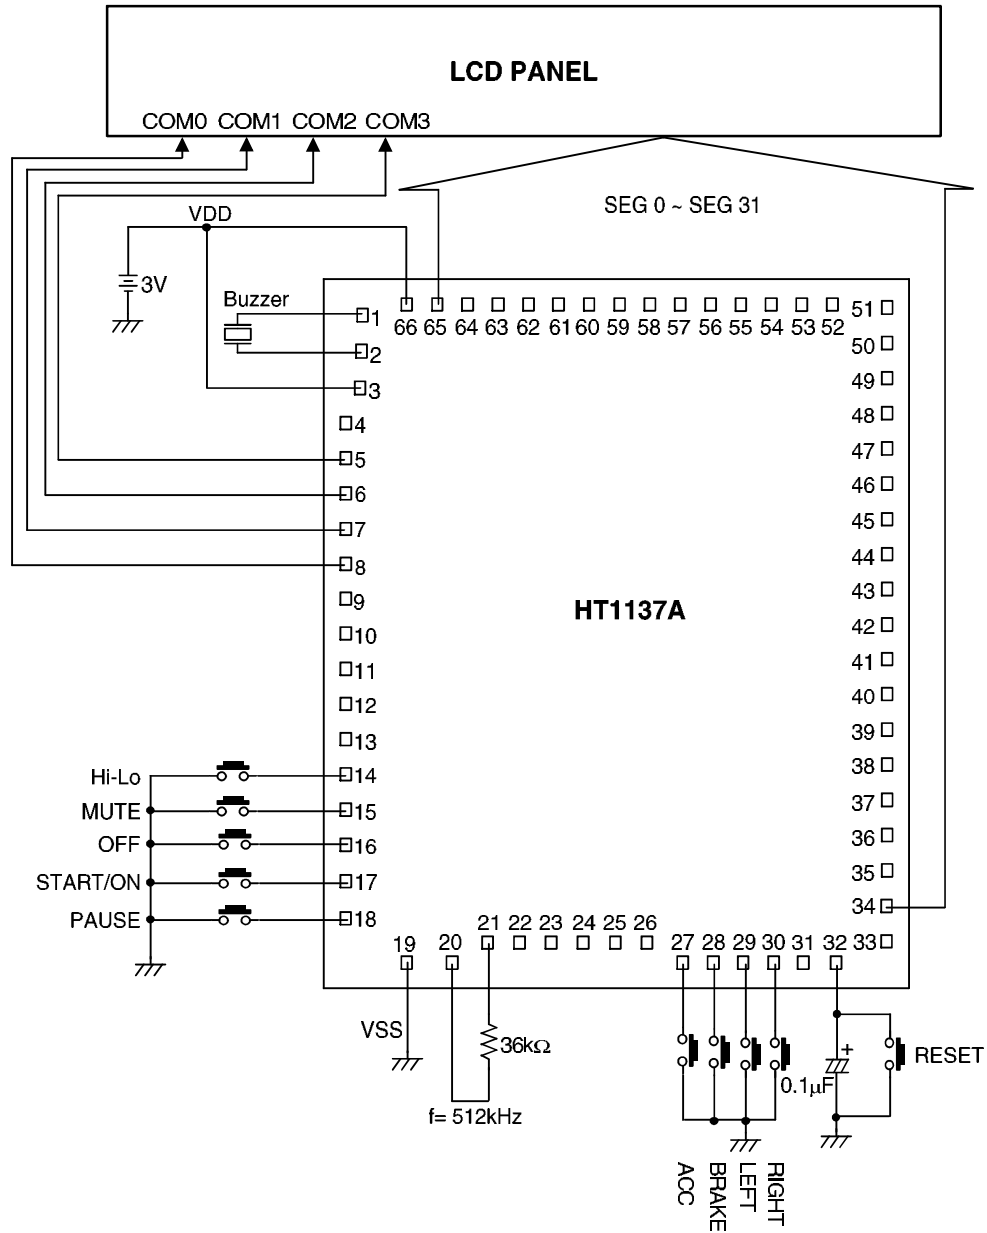 LCD PANEL
COM0 COM1 COM2 COM3
SEG 0 ~ SEG 31
VDD
3V
Buzzer
1
2
3
4
5
6
7
8
9
10
11
12
13
14
15
16
17
18
66 65 64 63 62 61 60 59 58 57 56 55 54 53 52
51
50
49
48
47
46
45
44
43
42
41
40
39
38
37
36
35
34
33
HT1137A
Hi-Lo
MUTE
OFF
START/ON
PAUSE
19 20 21 22 23 24 25 26 27 28 29 30 31 32
VSS
36kΩ
f= 512kHz
0.1µF
+
RESET
ACC
BRAKE
LEFT
RIGHT